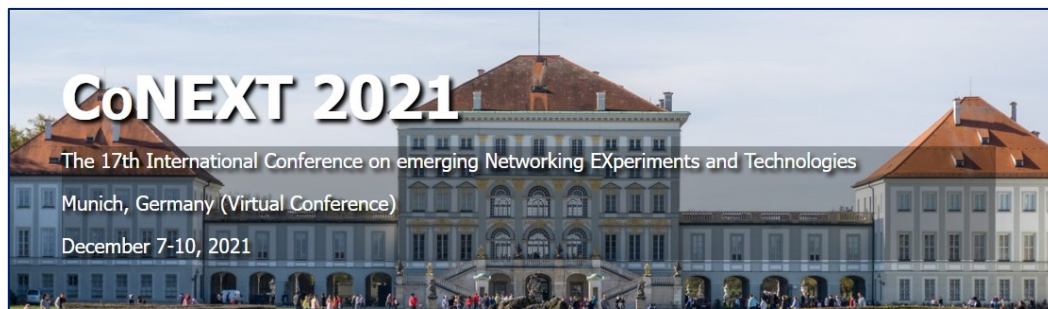 CoNEXT 2021
The 17th International Conference on emerging Networking EXperiments and Technologies
Munich, Germany (Virtual Conference)
December 7-10, 2021